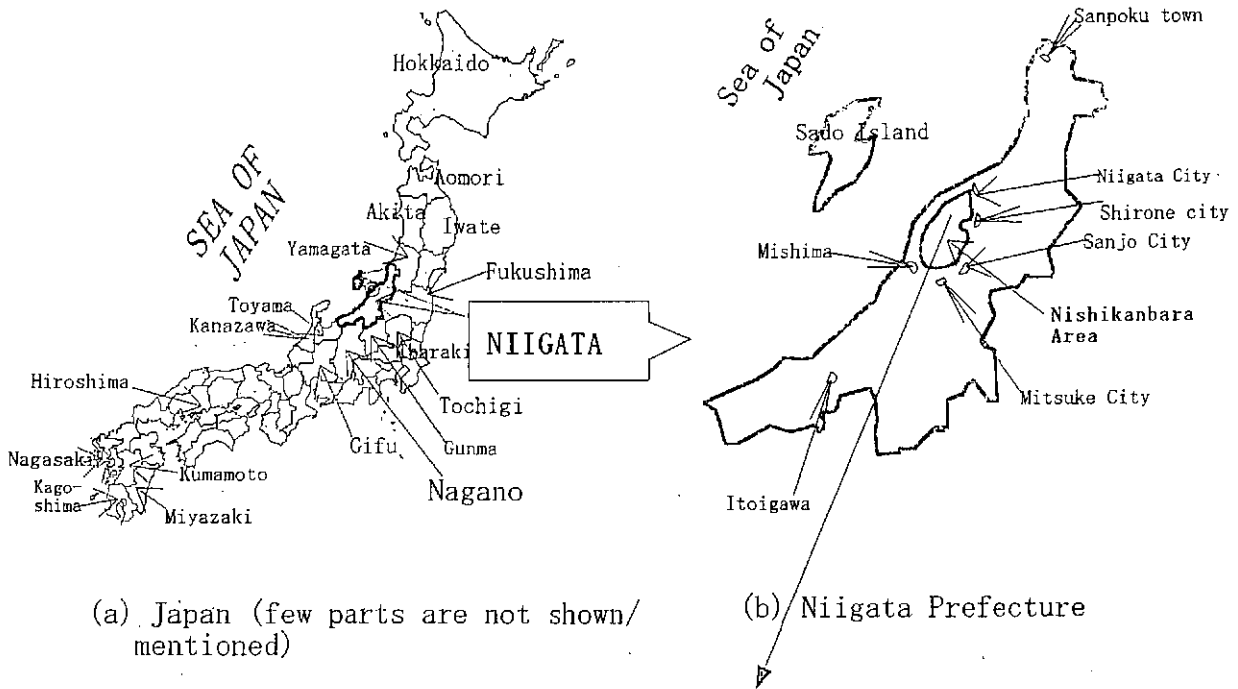 Hokkaido
Aomori
Akita
Iwate
SEA OF
JAPAN
Yamagata
Fukushima
Toyama
Kanazawa
NIIGATA
Ibaraki
Hiroshima
Tochigi
Gifu
Gunma
Nagasaki
Kumamoto
Nagano
Kago-
shima
Miyazaki
(a) Japan (few parts are not shown/
mentioned)
Sanpoku town
Sea of
Japan
Sado Island
Niigata City
Shirone city
Mishima
Sanjo City
Nishikanbara
Area
Mitsuke City
Itoigawa
(b) Niigata Prefecture